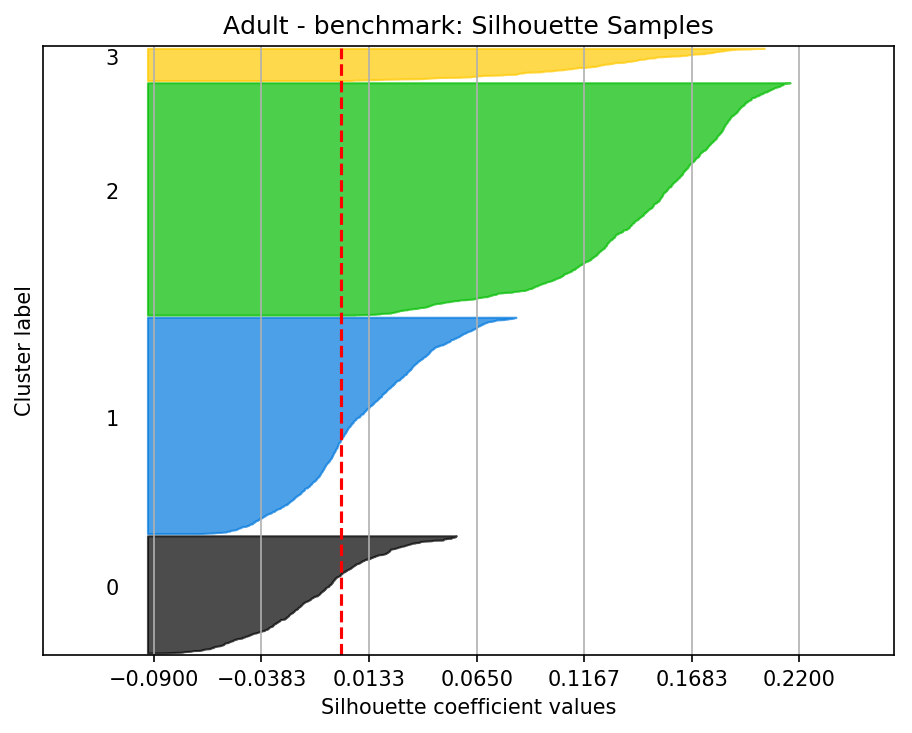 Adult - benchmark: Silhouette Samples
3
2
1
0
Cluster label
−0.0900 −0.0383 0.0133 0.0650 0.1167 0.1683 0.2200
Silhouette coefficient values